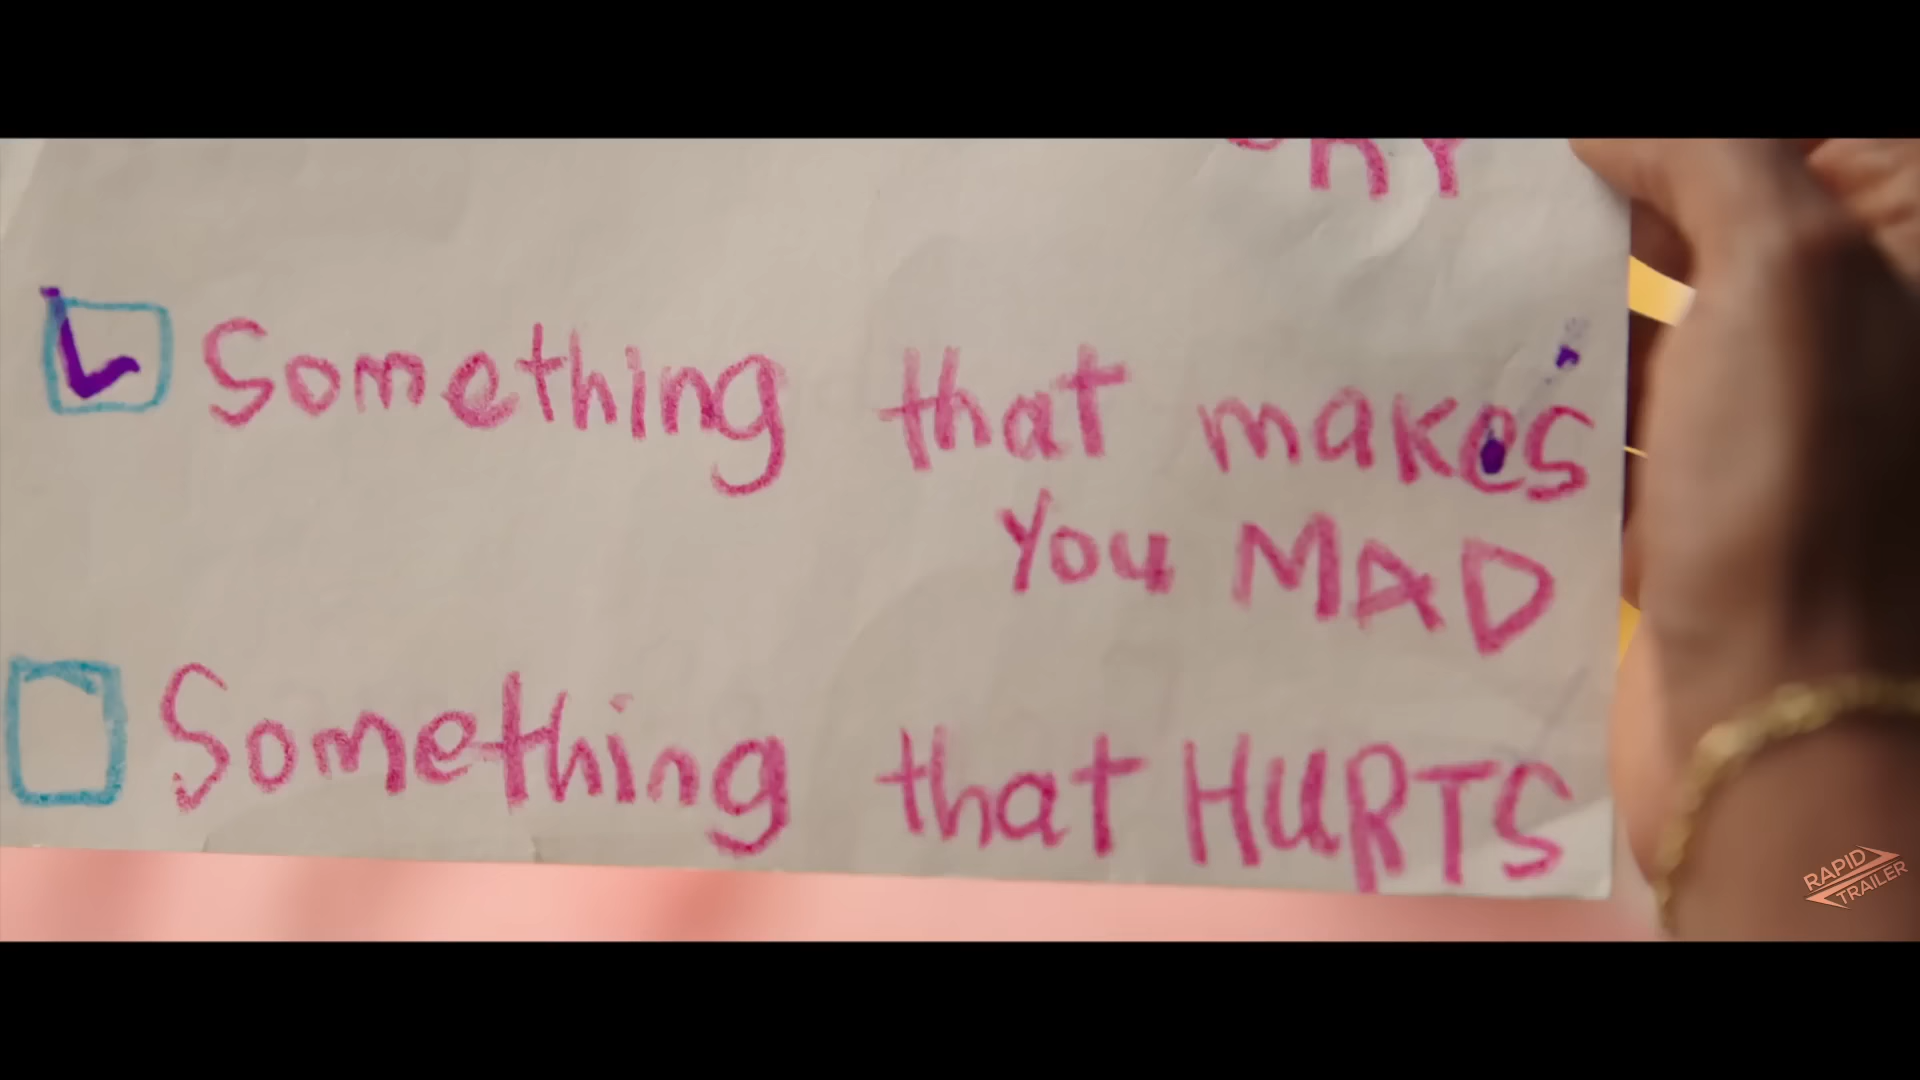 Something that makes
You MAD
Something that HURTS
RAPID
TRAILER